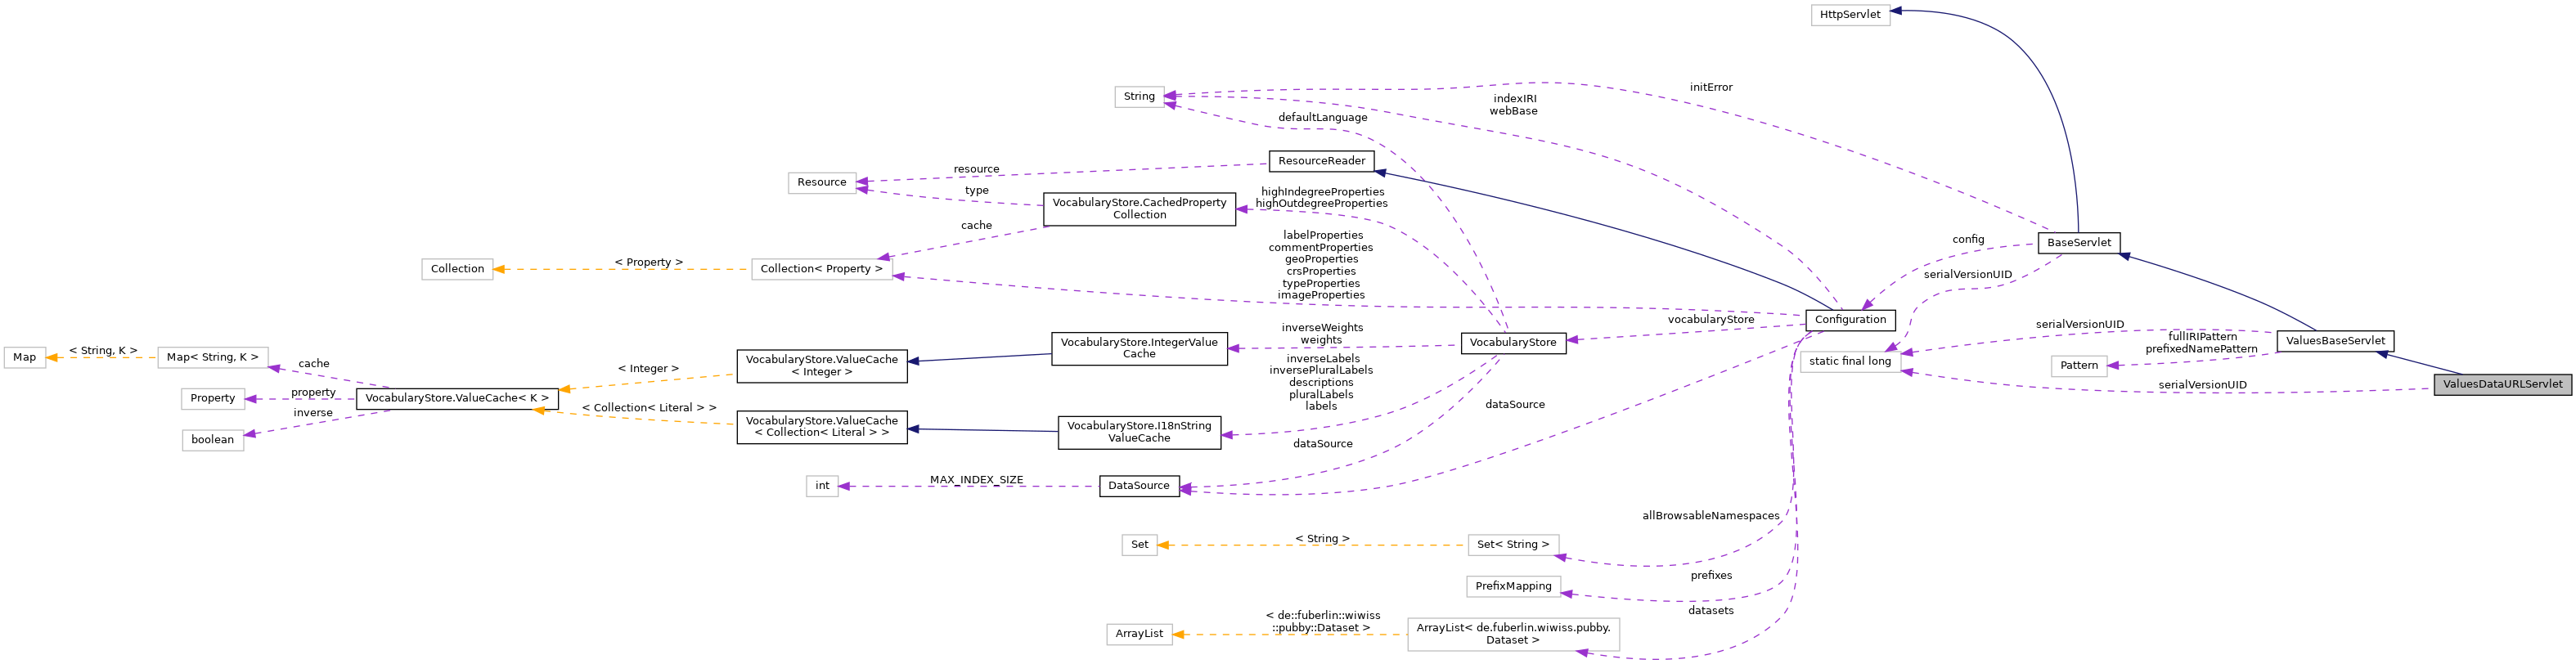 HttpServlet
initError
String
indexIRI
webBase
defaultLanguage
ResourceReader
resource
Resource
type
VocabularyStore.CachedProperty
Collection
highIndegreeProperties
highOutdegreeProperties
cache
labelProperties
commentProperties
geoProperties
crsProperties
typeProperties
imageProperties
config
BaseServlet
Collection
< Property >
Collection< Property >
serialVersionUID
vocabularyStore
Configuration
serialVersionUID
inverseWeights
weights
VocabularyStore
VocabularyStore.IntegerValue
Cache
ValuesBaseServlet
fullIRIPattern
prefixedNamePattern
Map
< String, K >
Map< String, K >
cache
VocabularyStore.ValueCache
< Integer >
< Integer >
static final long
Pattern
inverseLabels
inversePluralLabels
descriptions
pluralLabels
labels
serialVersionUID
ValuesDataURLServlet
Property
property
VocabularyStore.ValueCache< K >
inverse
boolean
< Collection< Literal > >
VocabularyStore.ValueCache
< Collection< Literal > >
VocabularyStore.I18nString
ValueCache
dataSource
dataSource
int
MAX_INDEX_SIZE
DataSource
allBrowsableNamespaces
Set
< String >
Set< String >
prefixes
PrefixMapping
datasets
ArrayList
< de::fuberlin::wiwiss
::pubby::Dataset >
ArrayList< de.fuberlin.wiwiss.pubby.
Dataset >